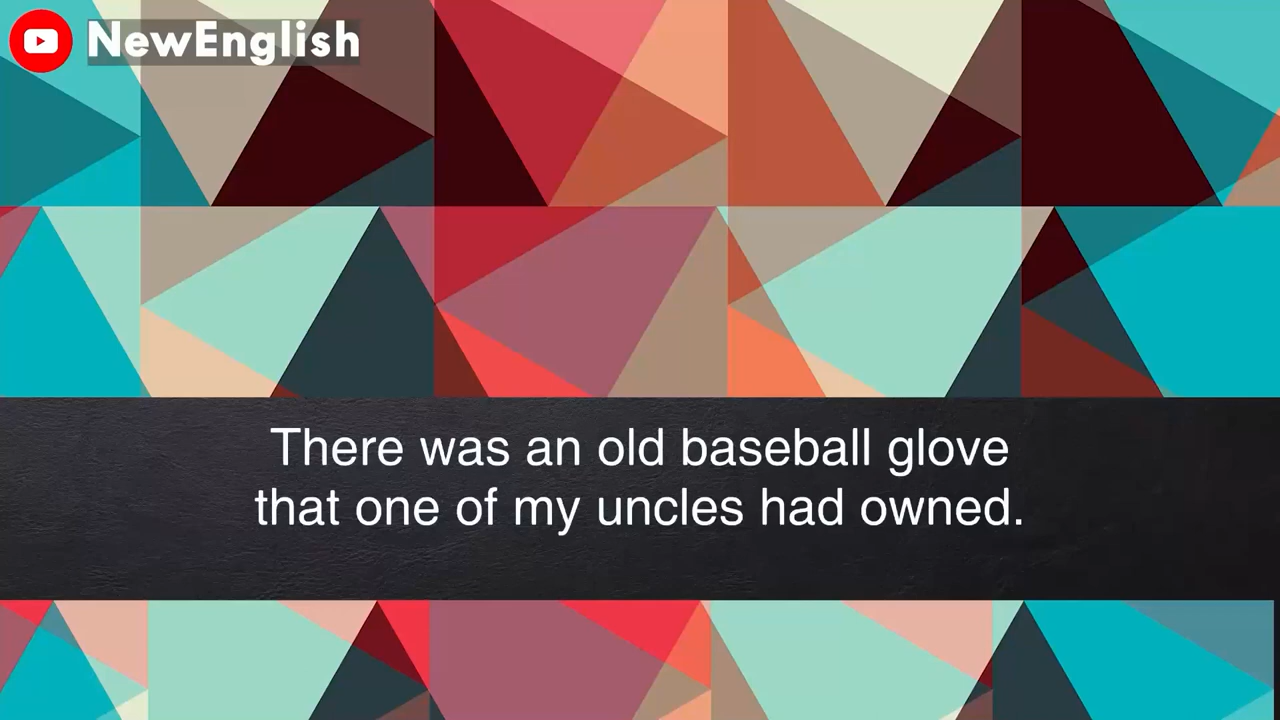 NewEnglish
There was an old baseball glove
that one of my uncles had owned.